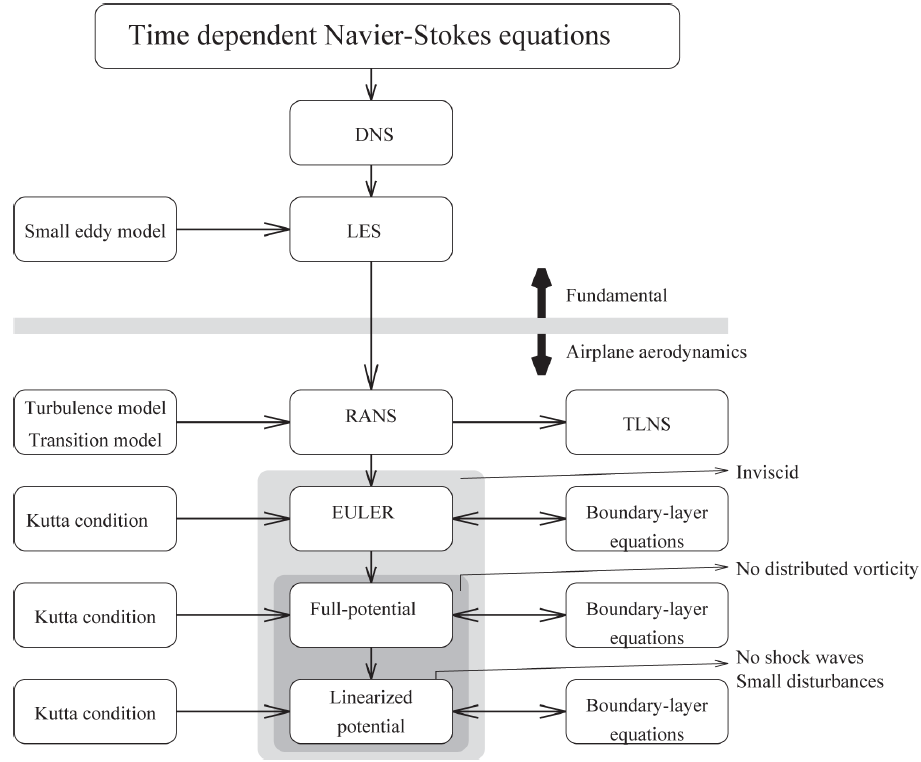 Time dependent Navier-Stokes equations
DNS
Small eddy model
LES
Fundamental
Airplane aerodynamics
Turbulence model
Transition model
RANS
TLNS
Inviscid
Kutta condition
EULER
Boundary-layer
equations
No distributed vorticity
Kutta condition
Full-potential
Boundary-layer
equations
No shock waves
Small disturbances
Kutta condition
Linearized
potential
Boundary-layer
equations